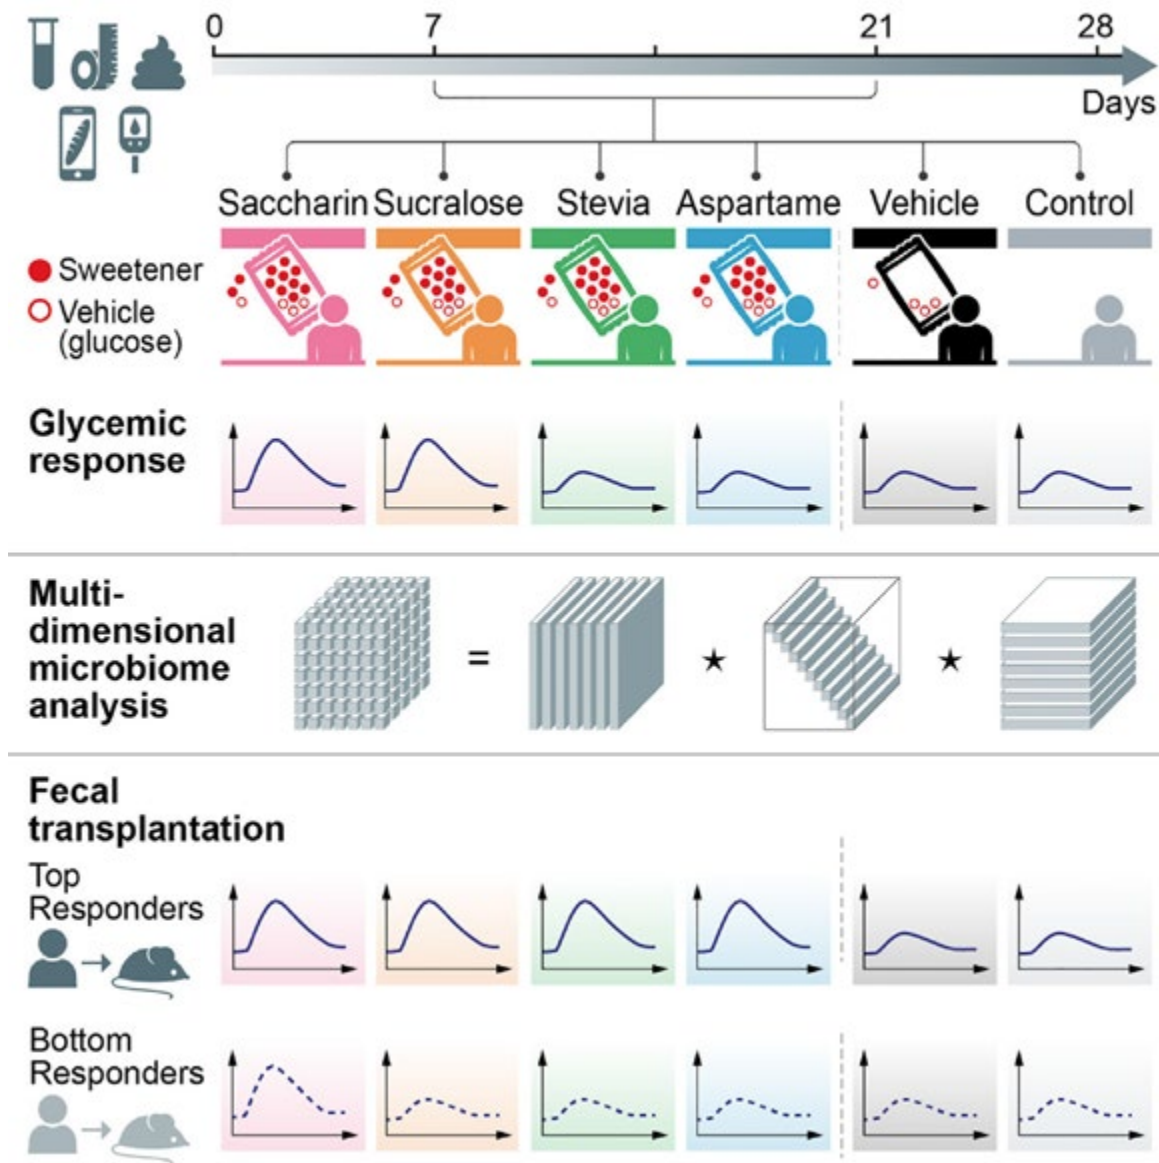 0 7 21 28
Days
Saccharin Sucralose Stevia Aspartame Vehicle Control
Sweetener
Vehicle
(glucose)
Glycemic
response
Multi-
dimensional
microbiome
analysis
= ★ ★
Fecal
transplantation
Top
Responders
Bottom
Responders